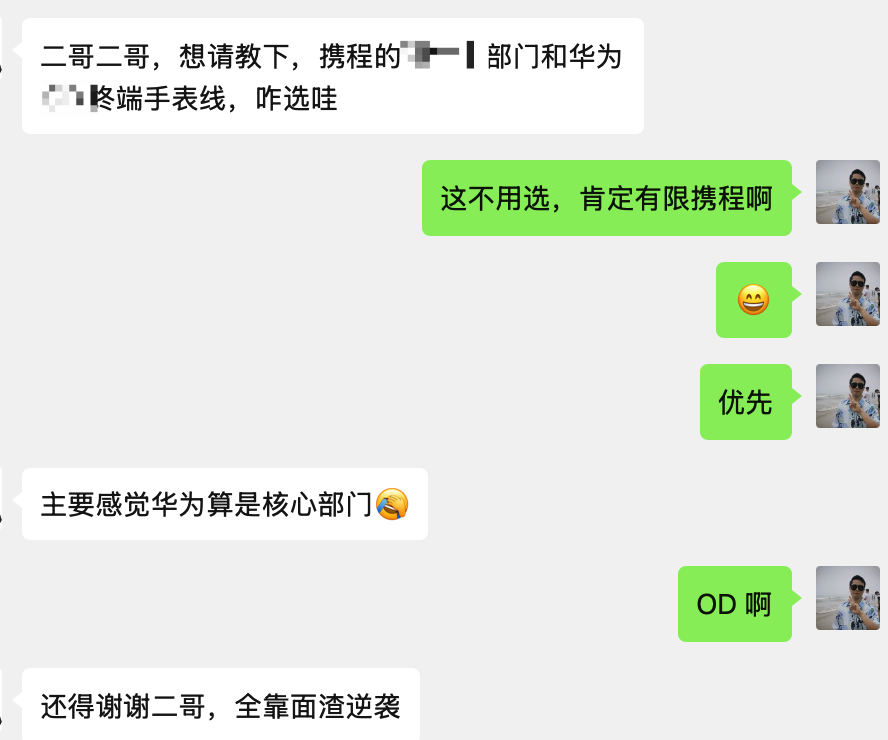 二哥二哥，想请教下，携程的 部门和华为
终端手表线，咋选哇
这不用选，肯定有限携程啊
😄
优先
主要感觉华为算是核心部门🤣
OD 啊
还得谢谢二哥，全靠面渣逆袭